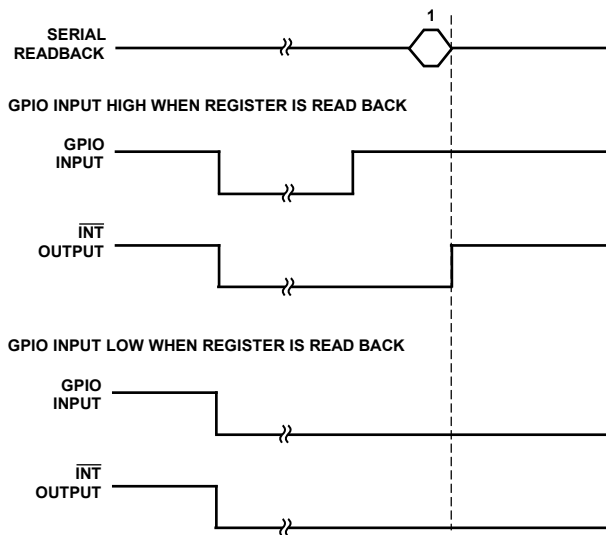 1
SERIAL
READBACK
GPIO INPUT HIGH WHEN REGISTER IS READ BACK
GPIO
INPUT
INT
OUTPUT
GPIO INPUT LOW WHEN REGISTER IS READ BACK
GPIO
INPUT
INT
OUTPUT